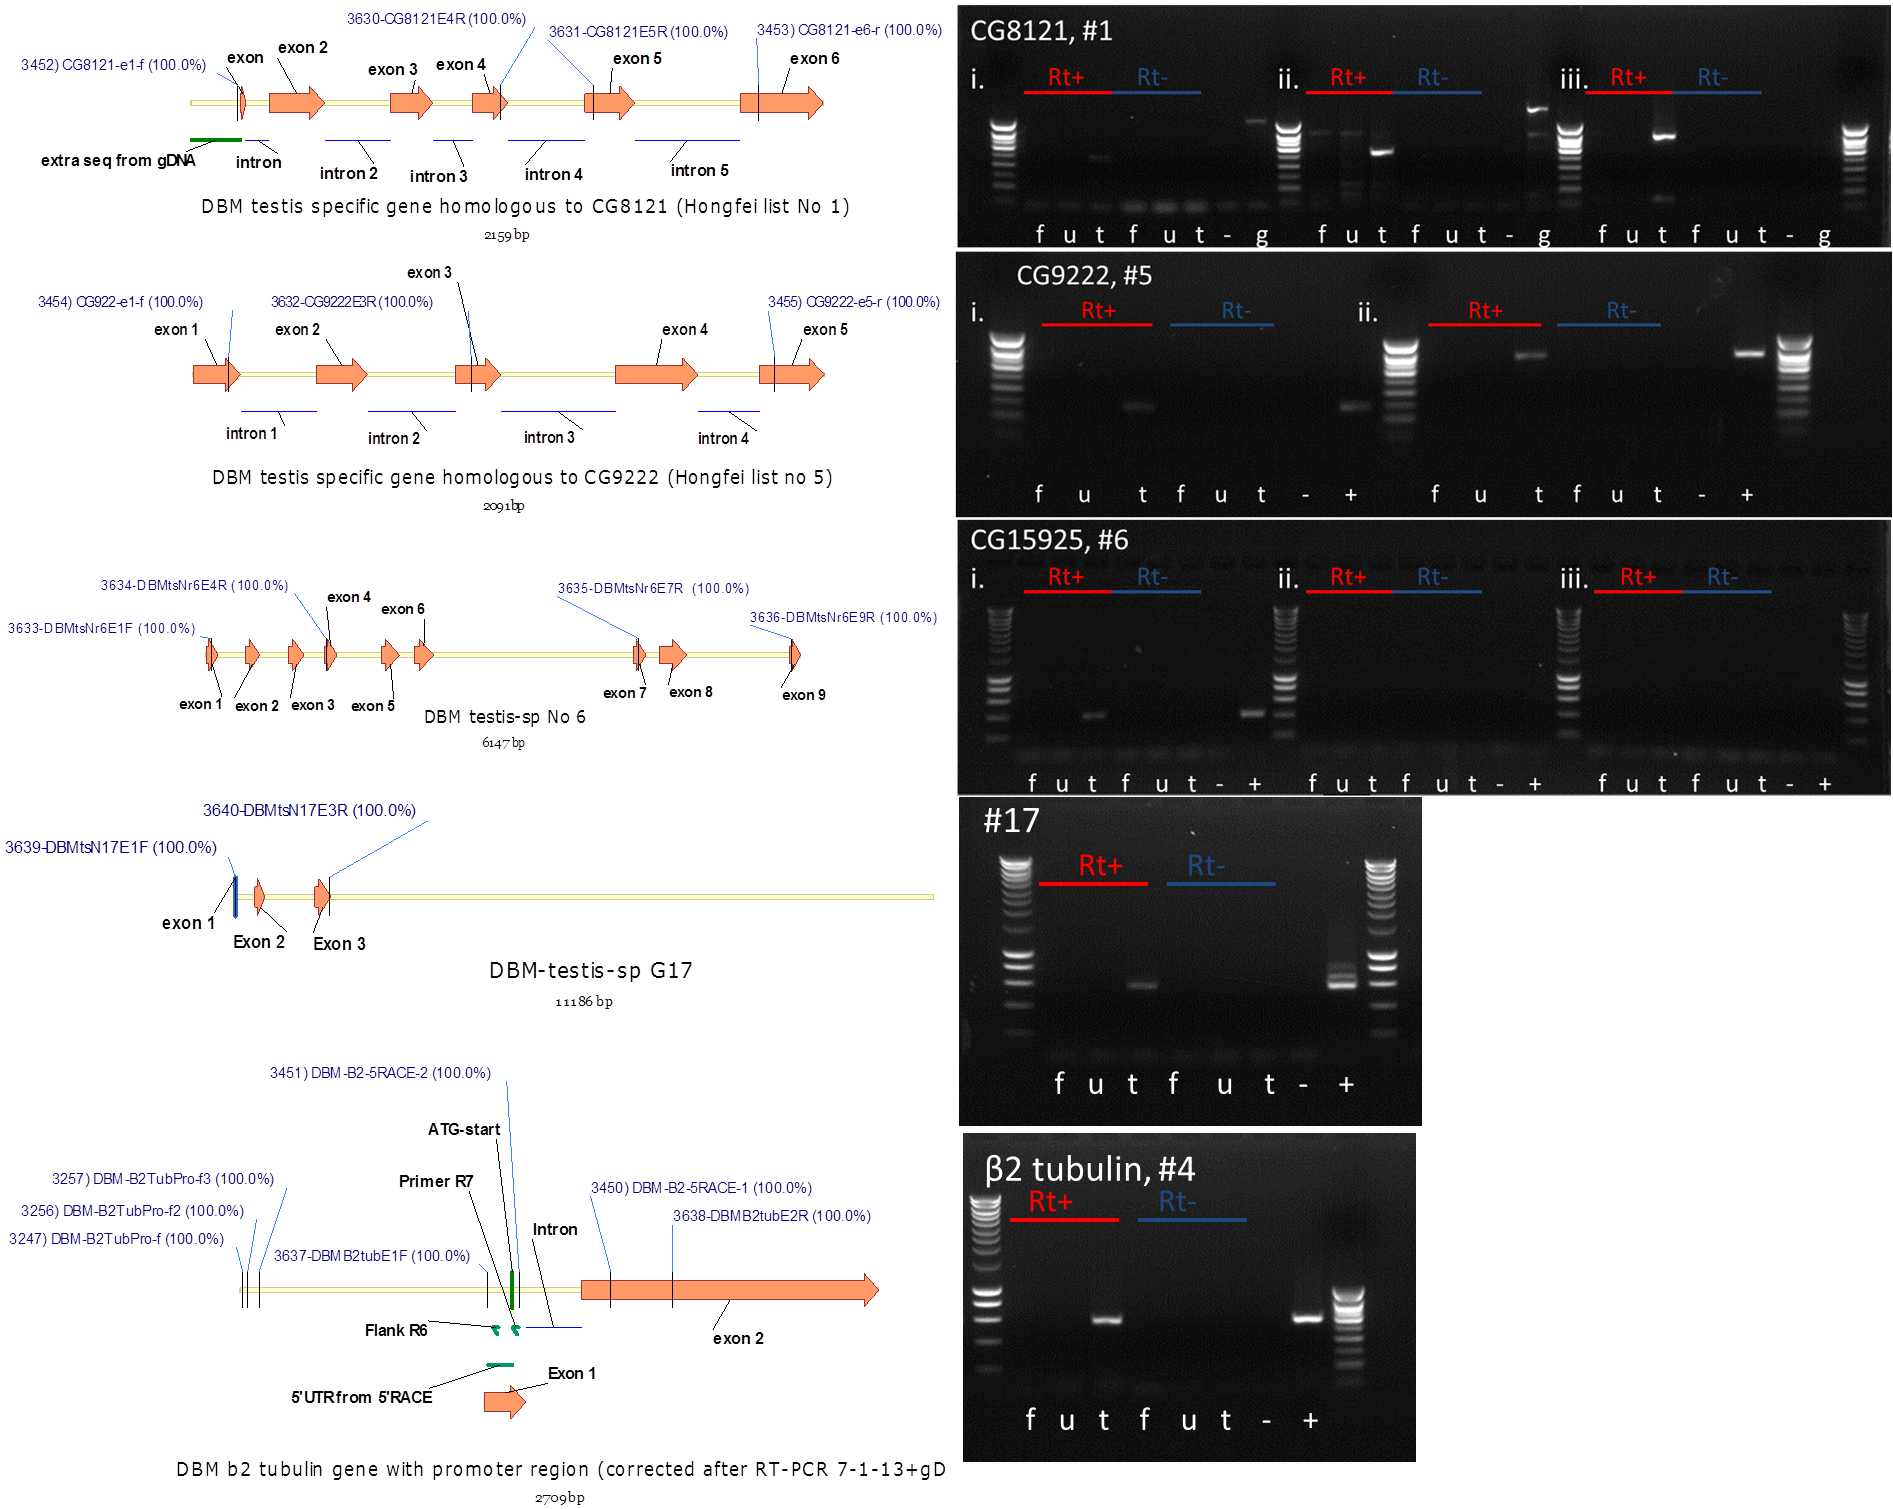 3630-CG8121E4R (100.0%)
3631-CG8121E5R (100.0%)
3453) CG8121-e6-r (100.0%)
3452) CG8121-e1-f (100.0%)
exon
exon 2
exon 3
exon 4
exon 5
exon 6
extra seq from gDNA
intron
intron 2
intron 3
intron 4
intron 5
DBM testis specific gene homologous to CG8121 (Hongfei list No 1)
2159 bp
CG8121, #1
i. Rt+ Rt- ii. Rt+ Rt- iii. Rt+ Rt-
f u t f u t - g f u t f u t - g f u t f u t - g
exon 3
3454) CG922-e1-f (100.0%)
3632-CG9222E3R (100.0%)
3455) CG9222-e5-r (100.0%)
exon 1
exon 2
exon 4
exon 5
intron 1
intron 2
intron 3
intron 4
DBM testis specific gene homologous to CG9222 (Hongfei list no 5)
2091 bp
CG9222, #5
i. Rt+ Rt- ii. Rt+ Rt-
f u t f u t - + f u t f u t - +
3634-DBMtsNr6E4R (100.0%)
3635-DBMtsNr6E7R (100.0%)
3633-DBMtsNr6E1F (100.0%)
3636-DBMtsNr6E9R (100.0%)
exon 4
exon 6
exon 1
exon 2
exon 3
exon 5
exon 7
exon 8
exon 9
DBM testis-sp No 6
6147 bp
CG15925, #6
i. Rt+ Rt- ii. Rt+ Rt- iii. Rt+ Rt-
f u t f u t - + f u t f u t - + f u t f u t - +
3640-DBMtsN17E3R (100.0%)
3639-DBMtsN17E1F (100.0%)
exon 1
Exon 2
Exon 3
DBM-testis-sp G17
11186 bp
#17
Rt+ Rt-
f u t f u t - +
3451) DBM-B2-5RACE-2 (100.0%)
ATG-start
Primer R7
3257) DBM-B2TubPro-f3 (100.0%)
3256) DBM-B2TubPro-f2 (100.0%)
3247) DBM-B2TubPro-f (100.0%)
3450) DBM-B2-5RACE-1 (100.0%)
3638-DBMB2tubE2R (100.0%)
Intron
3637-DBMB2tubE1F (100.0%)
Flank R6
exon 2
Exon 1
5'UTR from 5'RACE
DBM b2 tubulin gene with promoter region (corrected after RT-PCR 7-1-13+gD
2709 bp
β2 tubulin, #4
Rt+ Rt-
f u t f u t - +